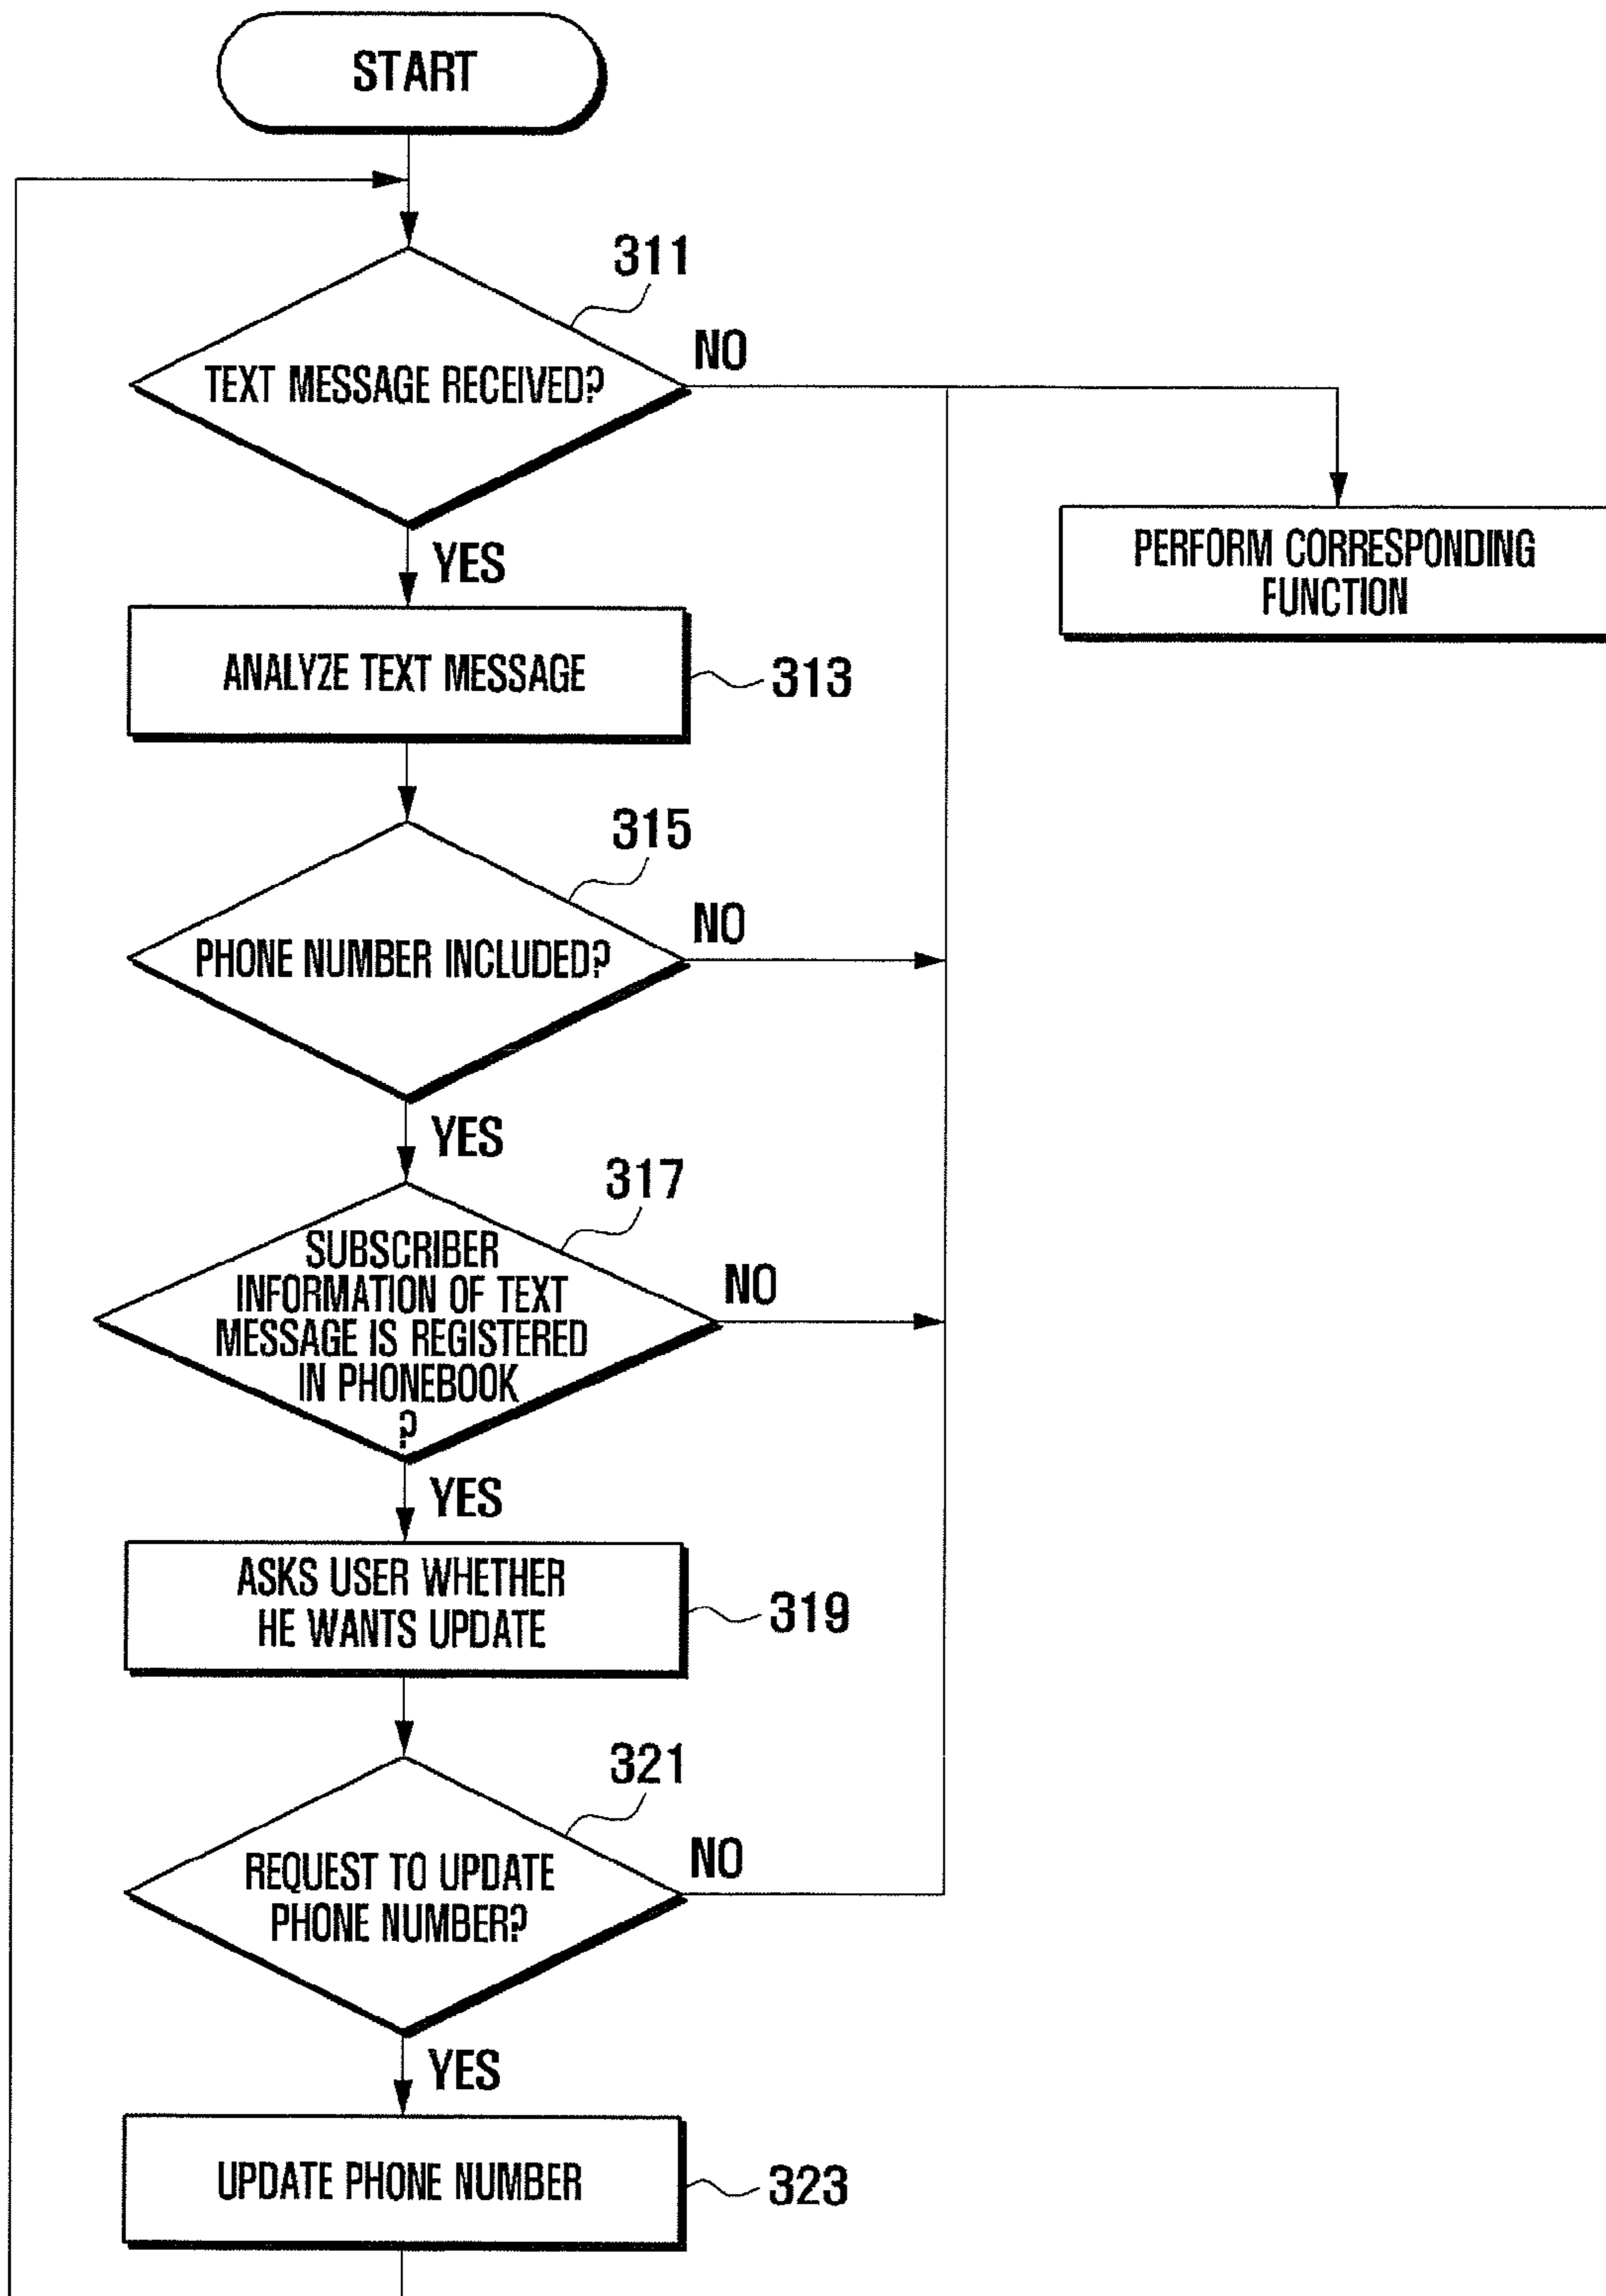 START
311
TEXT MESSAGE RECEIVED?
NO
YES
PERFORM CORRESPONDING
FUNCTION
ANALYZE TEXT MESSAGE
313
315
PHONE NUMBER INCLUDED?
NO
YES
317
SUBSCRIBER
INFORMATION OF TEXT
MESSAGE IS REGISTERED
IN PHONEBOOK
?
NO
YES
ASKS USER WHETHER
HE WANTS UPDATE
319
321
REQUEST TO UPDATE
PHONE NUMBER?
NO
YES
UPDATE PHONE NUMBER
323